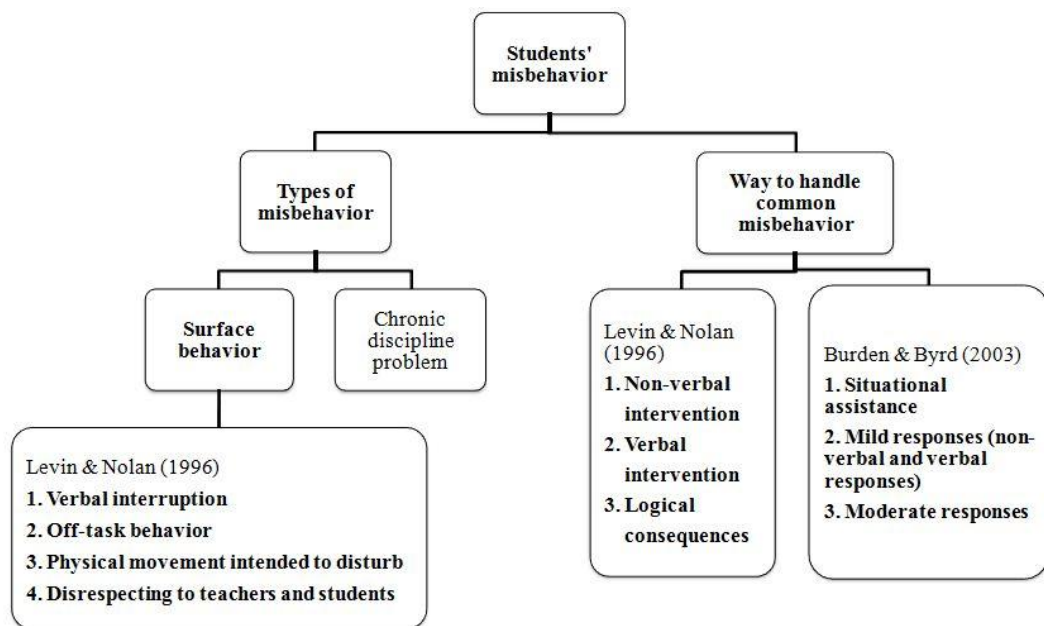 Students'
misbehavior
Types of
misbehavior
Way to handle
common
misbehavior
Surface
behavior
Chronic
discipline
problem
Levin & Nolan (1996)
1. Verbal interruption
2. Off-task behavior
3. Physical movement intended to disturb
4. Disrespecting to teachers and students
Levin & Nolan
(1996)
1. Non-verbal
intervention
2. Verbal
intervention
3. Logical
consequences
Burden & Byrd (2003)
1. Situational
assistance
2. Mild responses (non-
verbal and verbal
responses)
3. Moderate responses